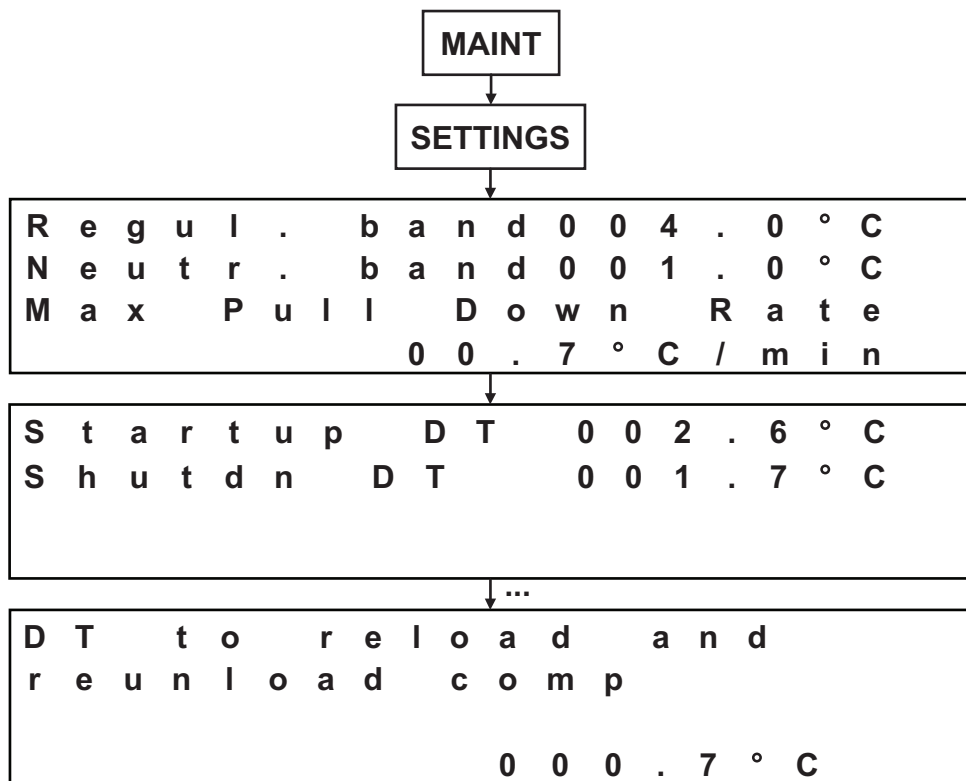 MAINT
SETTINGS
Regul. band004.0°C
Neutr. band001.0°C
Max Pull Down Rate
00.7°C/min
Startup DT 002.6°C
Shutdn DT 001.7°C
...
DT to reload and
reunload comp
000.7°C